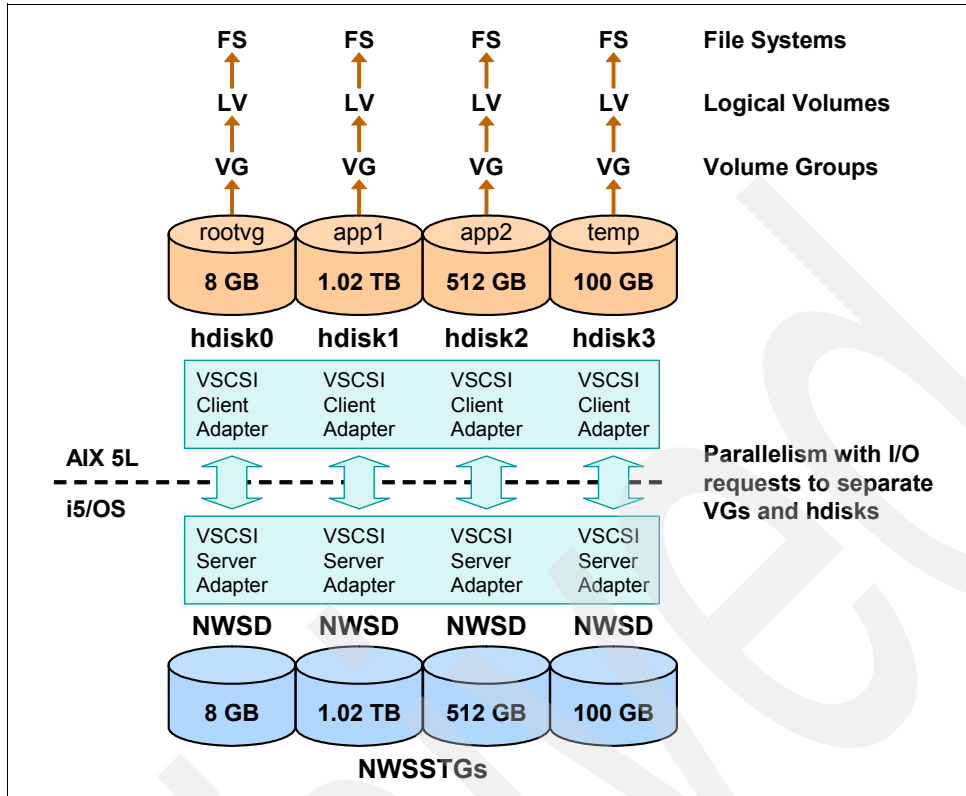 FS FS FS FS File Systems
LV LV LV LV Logical Volumes
VG VG VG VG Volume Groups
rootvg app1 app2 temp
8 GB 1.02 TB 512 GB 100 GB
hdisk0 hdisk1 hdisk2 hdisk3
VSCSI VSCSI VSCSI VSCSI
Client Client Client Client
Adapter Adapter Adapter Adapter
AIX 5L
i5/OS
Parallelism with I/O
requests to separate
VGs and hdisks
VSCSI VSCSI VSCSI VSCSI
Server Server Server Server
Adapter Adapter Adapter Adapter
NWSD NWSD NWSD NWSD
8 GB 1.02 TB 512 GB 100 GB
NWSSTGs